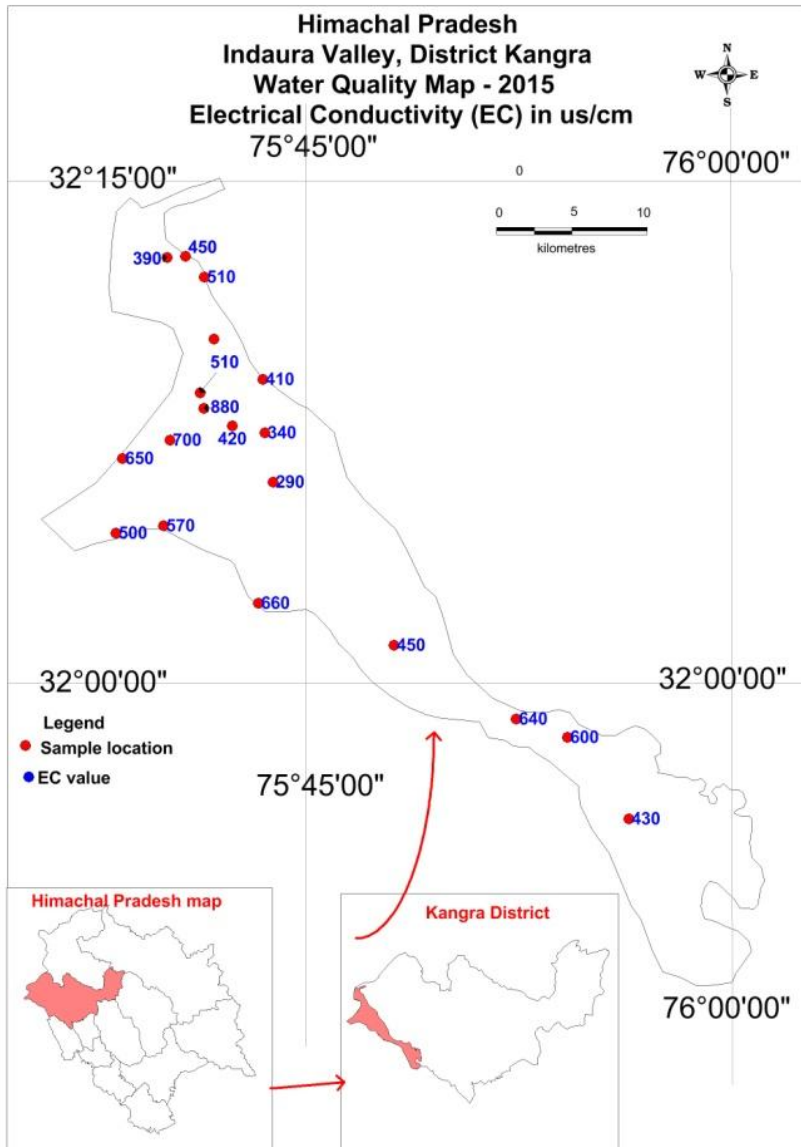 Himachal Pradesh
Indaura Valley, District Kangra
Water Quality Map - 2015
Electrical Conductivity (EC) in us/cm
N
W E
S
75°45'00"
76°00'00"
32°15'00"
0
0 5 10
kilometres
450
390
510
510
410
880
420
340
700
650
290
570
500
660
450
32°00'00"
32°00'00"
640
600
Legend
Sample location
EC value
75°45'00"
430
Himachal Pradesh map
Kangra District
76°00'00"